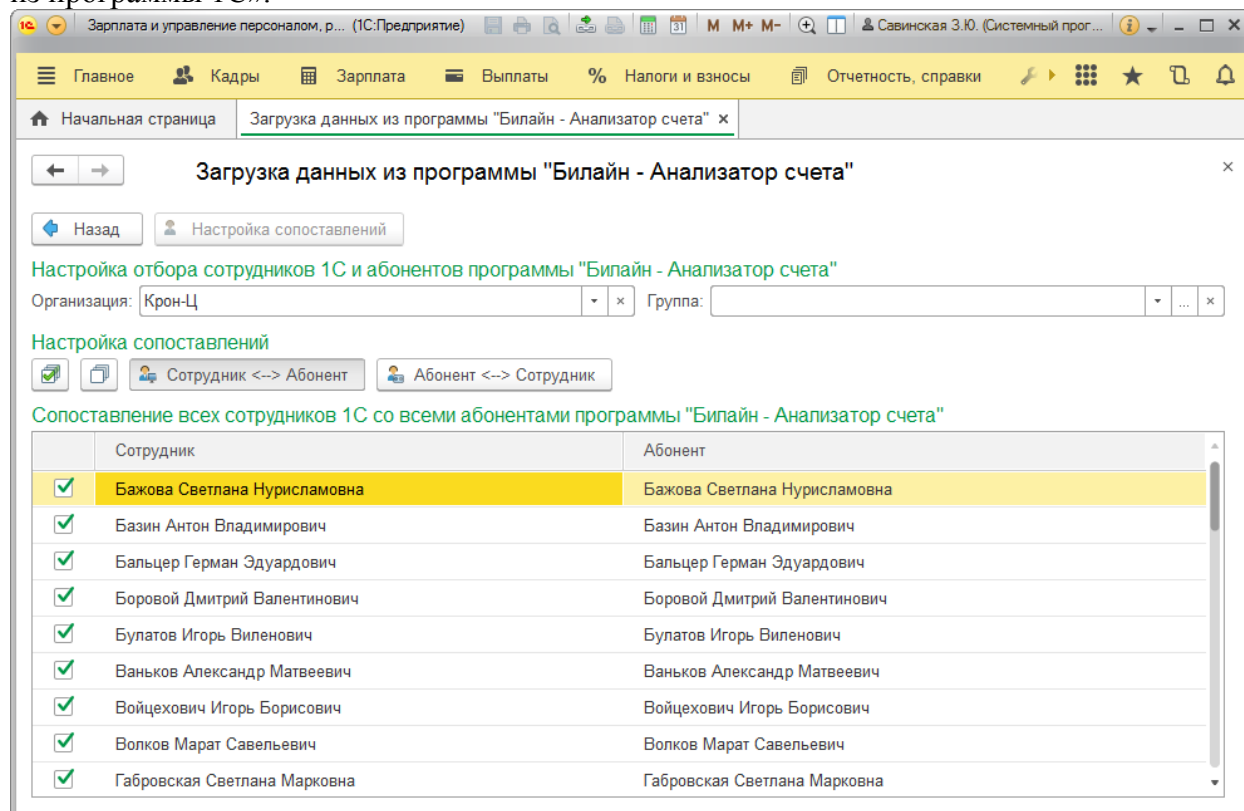 из программы 1С».
Зарплата и управление персоналом, р... (1С:Предприятие) M M+ M- Савинская З.Ю. (Системный прог...
Главное Кадры Зарплата Выплаты % Налоги и взносы Отчетность, справки
Начальная страница Загрузка данных из программы "Билайн - Анализатор счета" ×
Загрузка данных из программы "Билайн - Анализатор счета"
Назад Настройка сопоставлений
Настройка отбора сотрудников 1С и абонентов программы "Билайн - Анализатор счета"
Организация: Крон-Ц Группа: ...
Настройка сопоставлений
Сотрудник <--> Абонент Абонент <--> Сотрудник
Сопоставление всех сотрудников 1С со всеми абонентами программы "Билайн - Анализатор счета"
Сотрудник Абонент
Бажова Светлана Нурисламовна Бажова Светлана Нурисламовна
Базин Антон Владимирович Базин Антон Владимирович
Бальцер Герман Эдуардович Бальцер Герман Эдуардович
Боровой Дмитрий Валентинович Боровой Дмитрий Валентинович
Булатов Игорь Виленович Булатов Игорь Виленович
Ваньков Александр Матвеевич Ваньков Александр Матвеевич
Войцехович Игорь Борисович Войцехович Игорь Борисович
Волков Марат Савельевич Волков Марат Савельевич
Габровская Светлана Марковна Габровская Светлана Марковна